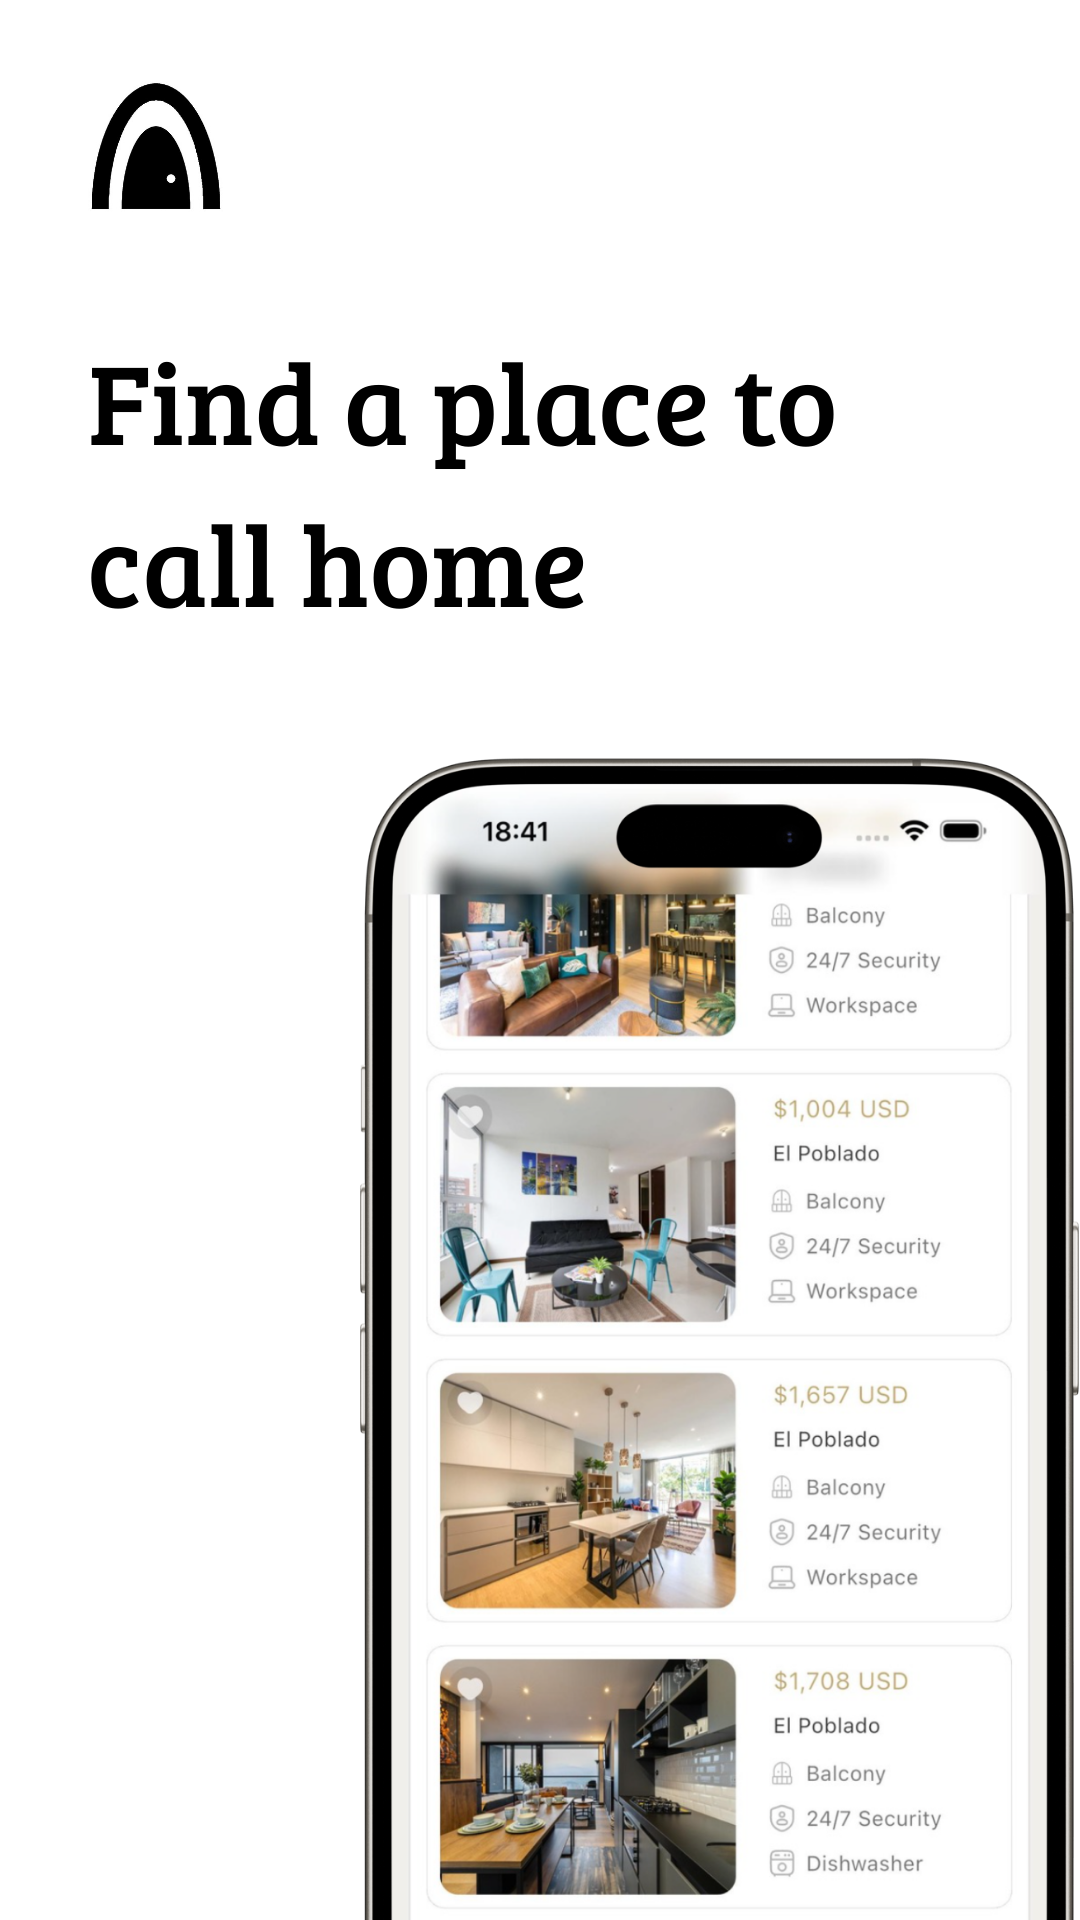 Find a place to
call home
18:41
Balcony
24/7 Security
Workspace
$1,004 USD
El Poblado
Balcony
24/7 Security
Workspace
$1,657 USD
El Poblado
Balcony
24/7 Security
Workspace
$1,708 USD
El Poblado
Balcony
24/7 Security
Dishwasher